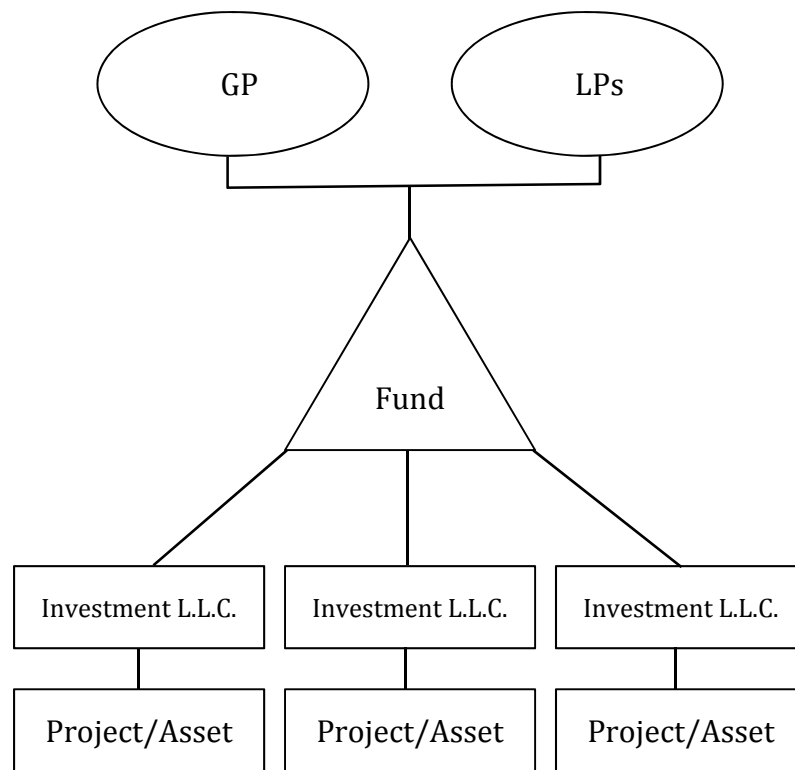 GP
LPs
Fund
Investment L.L.C.
Investment L.L.C.
Investment L.L.C.
Project/Asset
Project/Asset
Project/Asset